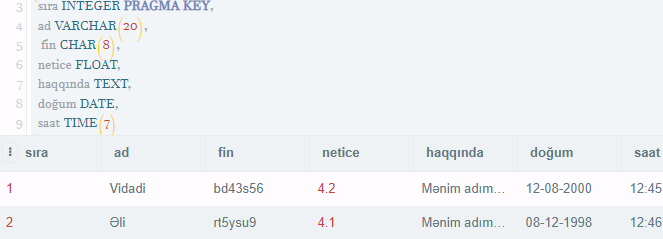 3 sıra INTEGER PRAGMA KEY,
4 ad VARCHAR(20),
5 fin CHAR(8),
6 netice FLOAT,
7 haqqında TEXT,
8 doğum DATE,
9 saat TIME(7)
sıra ad fin netice haqqında doğum saat
1 Vidadi bd43s56 4.2 Mənim adım... 12-08-2000 12:45
2 Əli rt5ysu9 4.1 Mənim adım... 08-12-1998 12:46